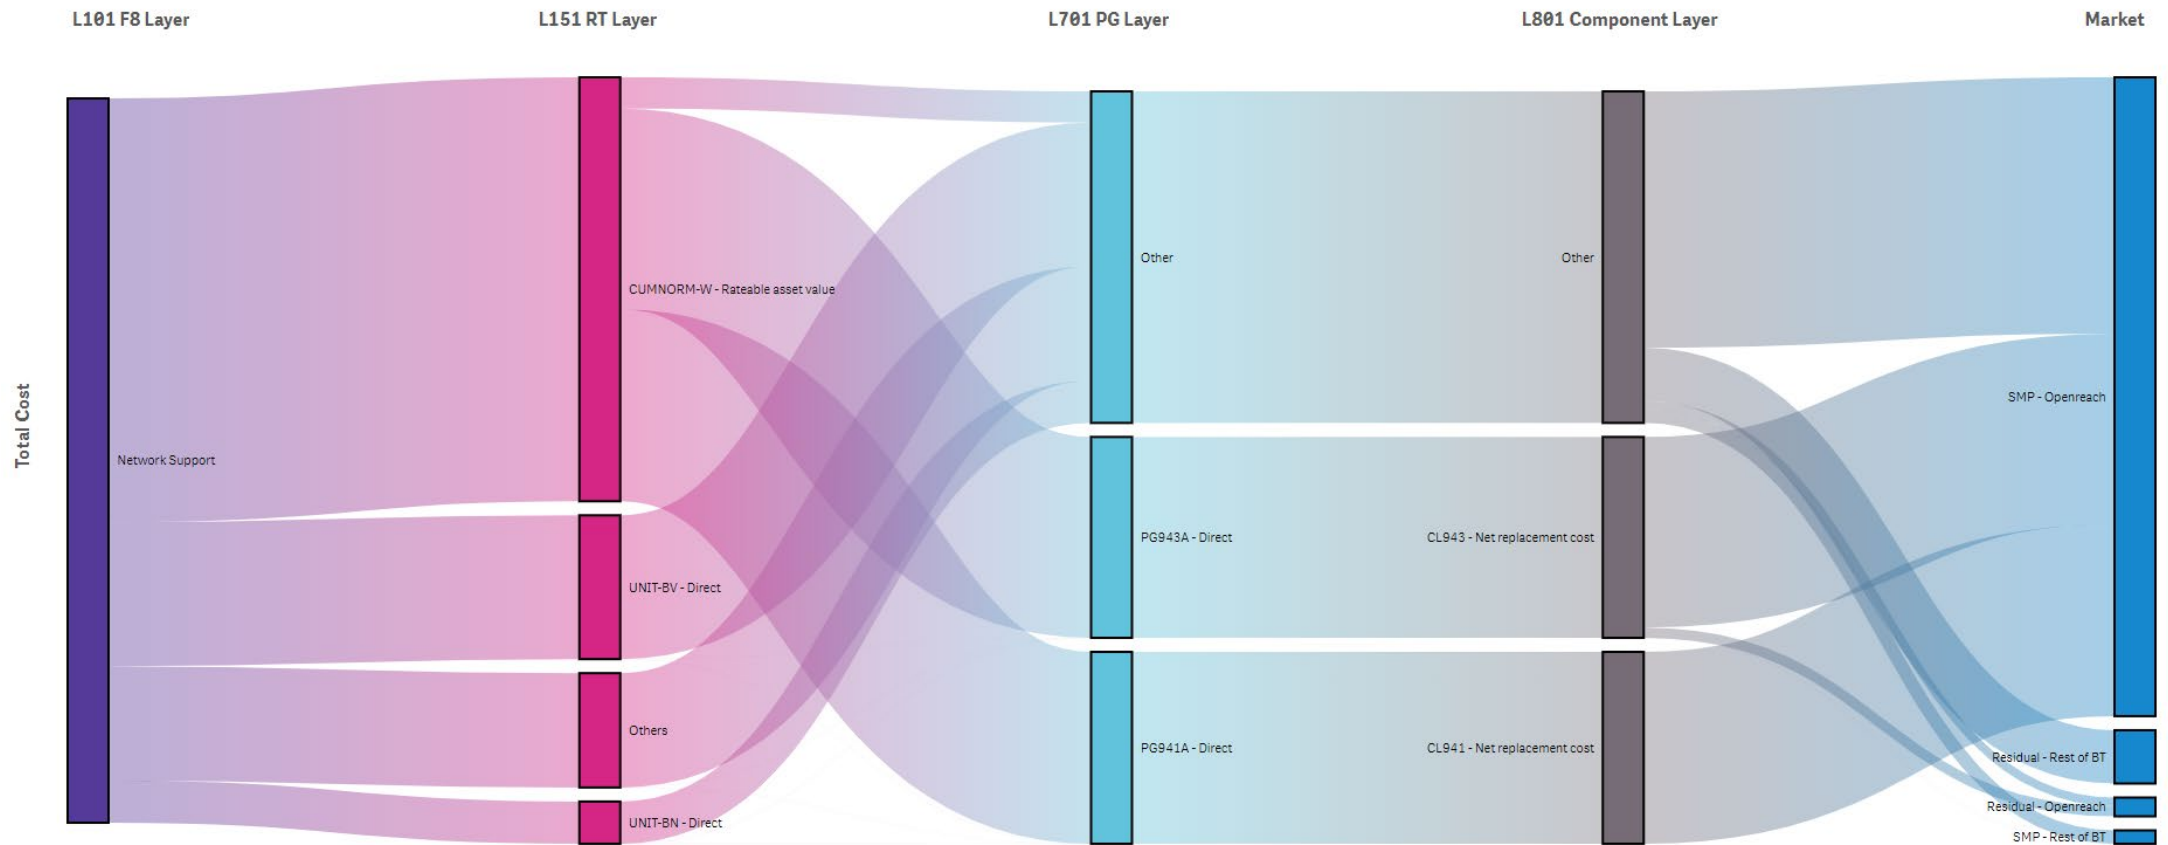 L101 F8 Layer
L151 RT Layer
L701 PG Layer
L801 Component Layer
Market
Total Cost
Network Support
CUMNORM-W - Rateable asset value
UNIT-BV - Direct
Others
UNIT-BN - Direct
Other
PG943A - Direct
PG941A - Direct
Other
CL943 - Net replacement cost
CL941 - Net replacement cost
SMP - Openreach
Residual - Rest of BT
Residual - Openreach
SMP - Rest of BT